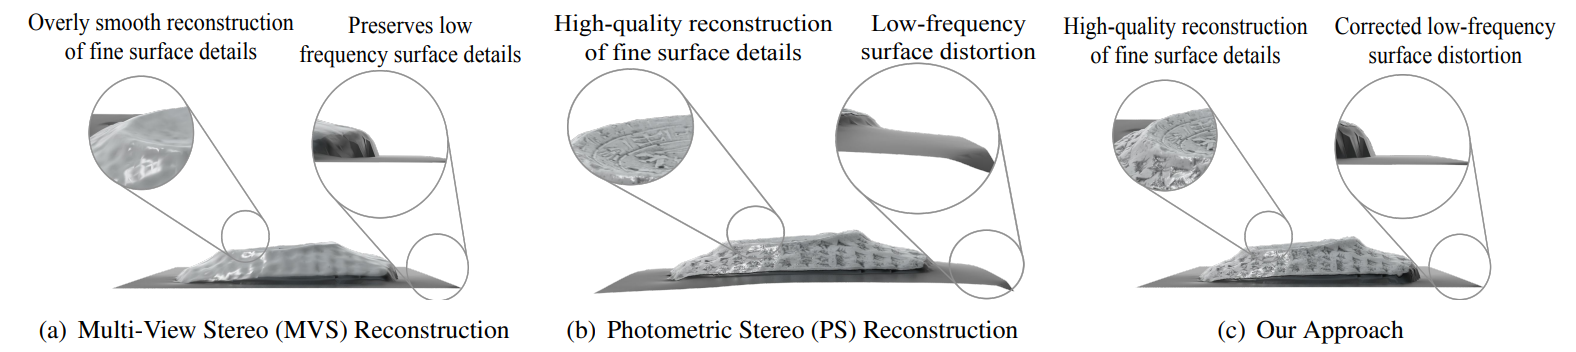 Overly smooth reconstruction
of fine surface details
Preserves low
frequency surface details
(a) Multi-View Stereo (MVS) Reconstruction
High-quality reconstruction
of fine surface details
Low-frequency
surface distortion
(b) Photometric Stereo (PS) Reconstruction
High-quality reconstruction
of fine surface details
Corrected low-frequency
surface distortion
(c) Our Approach